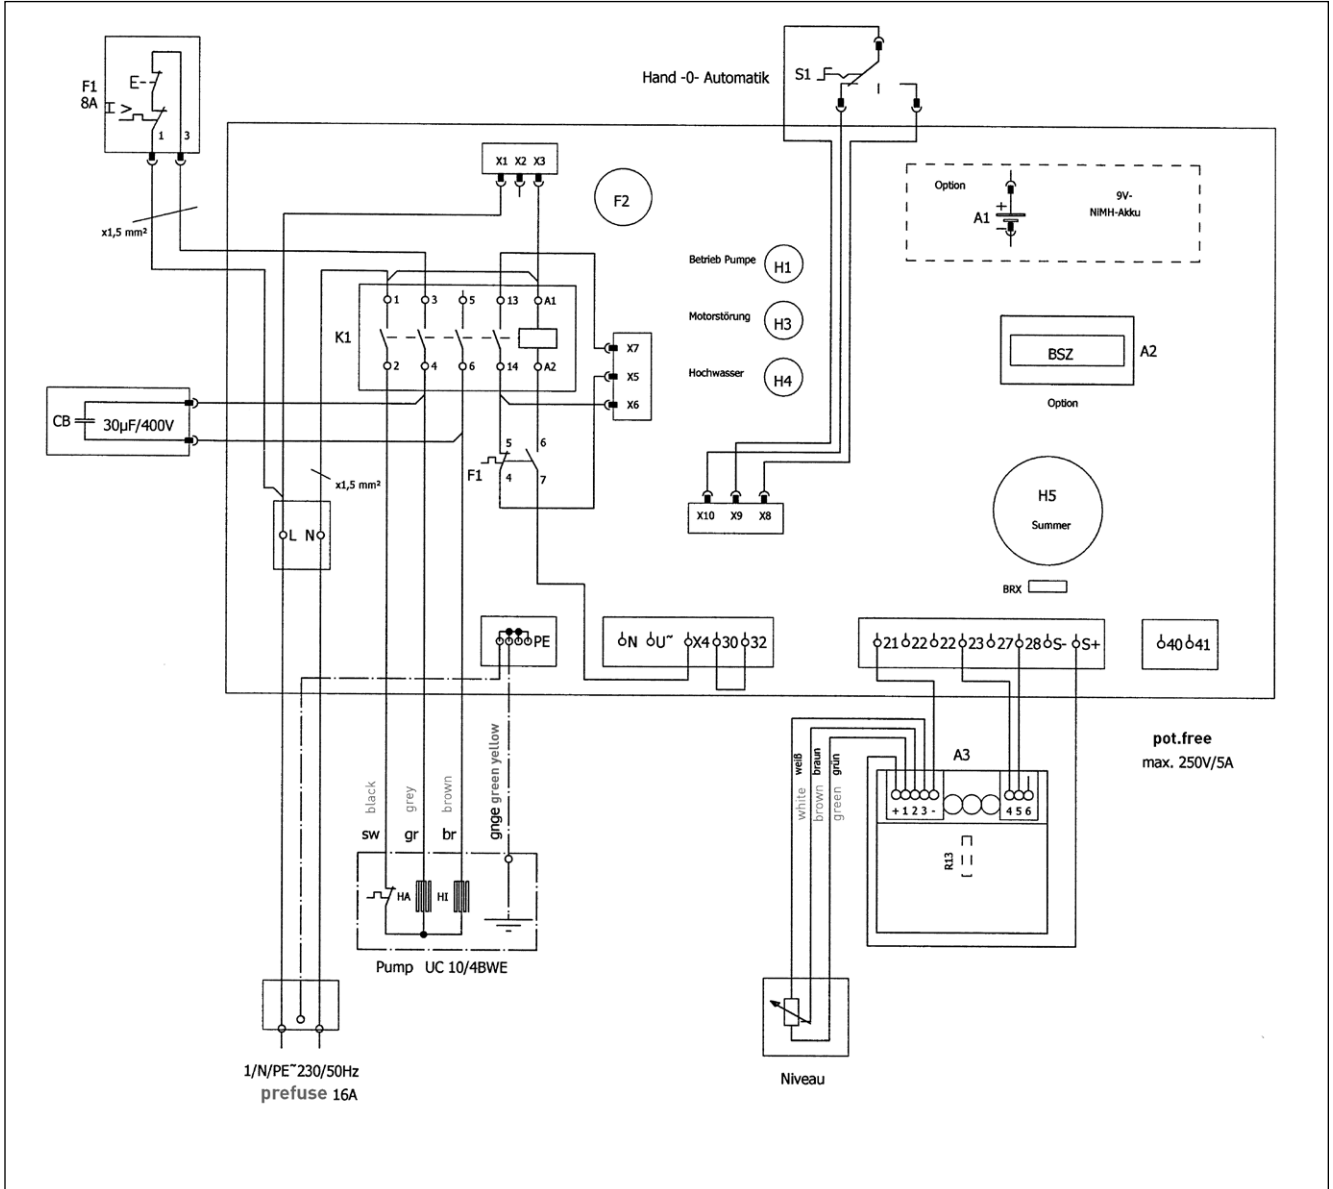 Hand -0- Automatik
S1
F1
8A
I >
E
1
3
x1,5 mm²
X1 X2 X3
F2
Option
A1
+
-
9V-
NIMH-Akku
Betrieb Pumpe
H1
Motorstörung
H3
Hochwasser
H4
K1
1 3 5 13 A1
2 4 6 14 A2
X7
X5
X6
BSZ
A2
Option
CB
30µF/400V
F1
5 6
4 7
x1,5 mm²
L N
X10 X9 X8
H5
Summer
BRX
PE
N U~ X4 30 32
21 22 22 23 27 28 S- S+
40 41
pot.free
max. 250V/5A
black
grey
brown
gnge green yellow
sw gr br
weiß
braun
grün
white
brown
green
A3
+ 1 2 3 -
4 5 6
R13
HA
HI
Pump UC 10/4BWE
Niveau
1/N/PE~230/50Hz
prefuse 16A